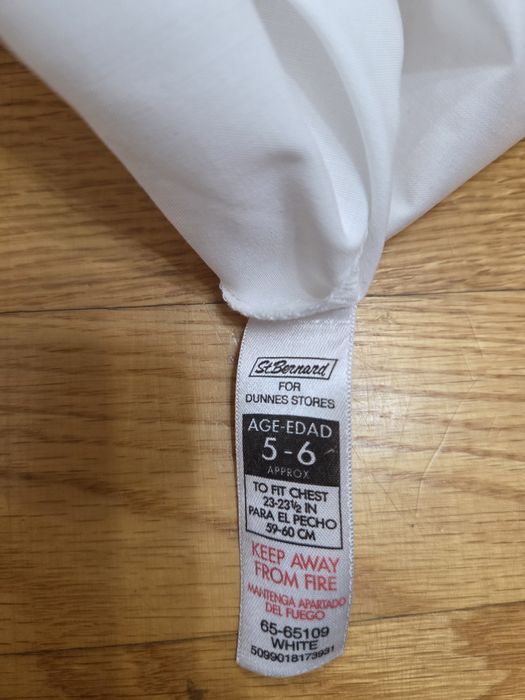 St.Bernard
FOR
DUNNES STORES
AGE-EDAD
5-6
APPROX
TO FIT CHEST
23-23½ IN
PARA EL PECHO
59-60 CM
KEEP AWAY
FROM FIRE
MANTENGA APARTADO
DEL FUEGO
65-65109
WHITE
5099018173931